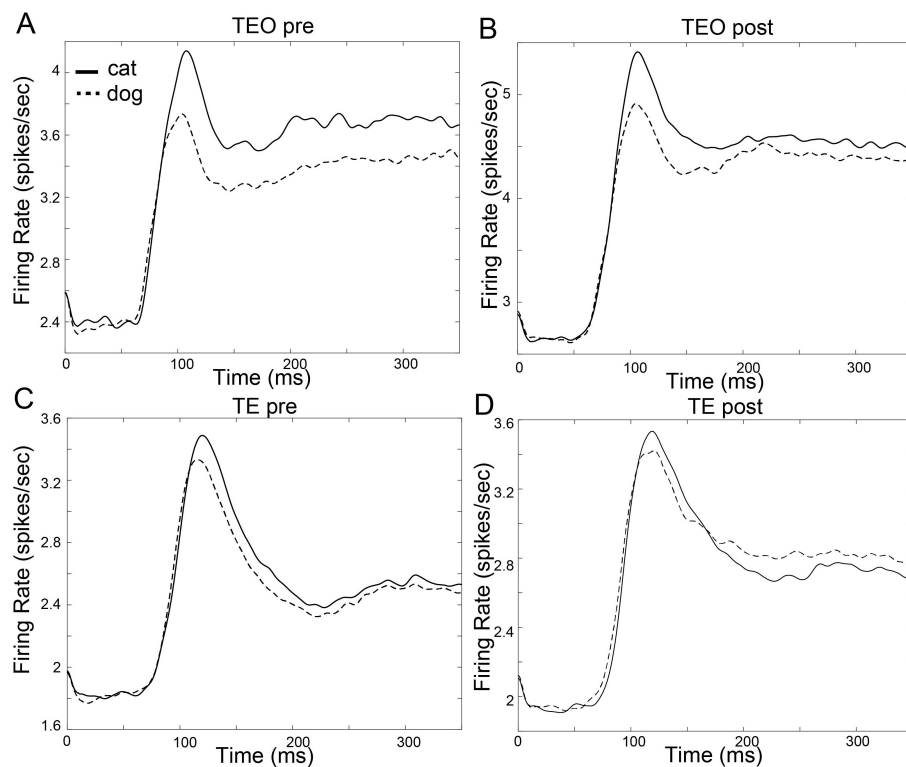 A
TEO pre
Firing Rate (spikes/sec)
4
3.6
3.2
2.8
2.4
cat
dog
0
100
200
300
Time (ms)
B
TEO post
Firing Rate (spikes/sec)
5
4
3
0
100
200
300
Time (ms)
C
TE pre
Firing Rate (spikes/sec)
3.6
3.2
2.8
2.4
2
1.6
0
100
200
300
Time (ms)
D
TE post
Firing Rate (spikes/sec)
3.6
3.2
2.8
2.4
2
0
100
200
300
Time (ms)